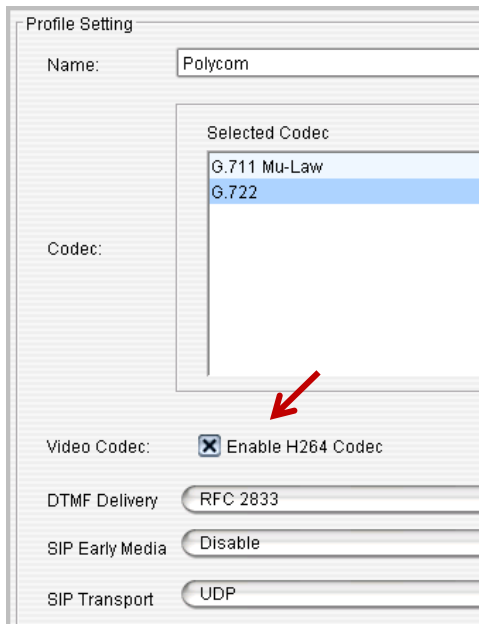 Profile Setting
Name: Polycom
Selected Codec
G.711 Mu-Law
G.722
Codec:
Video Codec: Enable H264 Codec
DTMF Delivery RFC 2833
SIP Early Media Disable
SIP Transport UDP